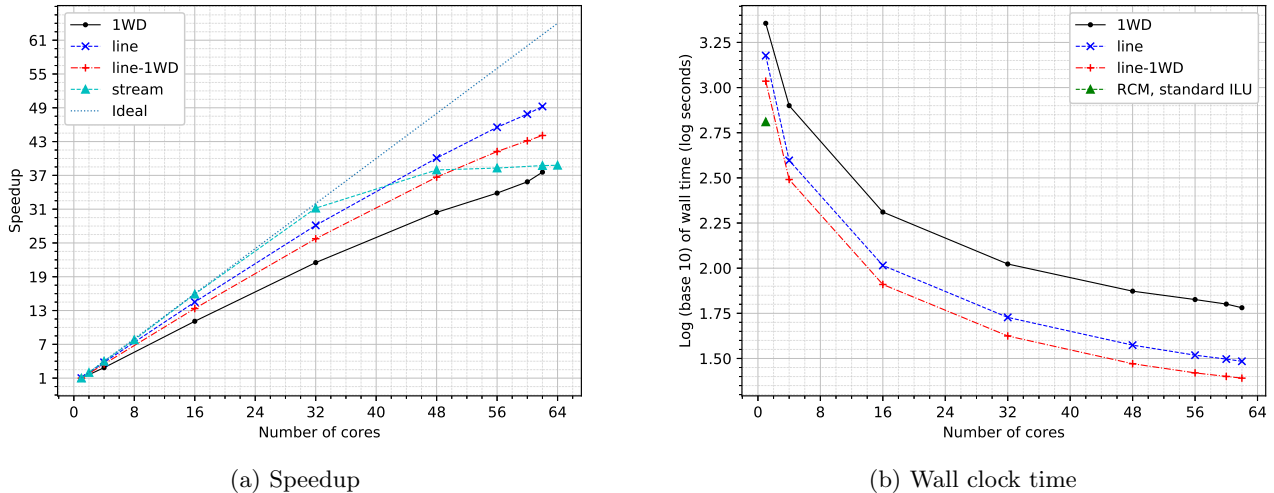 1WD
line
line-1WD
stream
Ideal
61
55
49
43
37
31
25
19
13
7
1
Speedup
0 8 16 24 32 40 48 56 64
Number of cores
(a) Speedup
1WD
line
line-1WD
RCM, standard ILU
3.25
3.00
2.75
2.50
2.25
2.00
1.75
1.50
Log (base 10) of wall time (log seconds)
0 8 16 24 32 40 48 56 64
Number of cores
(b) Wall clock time